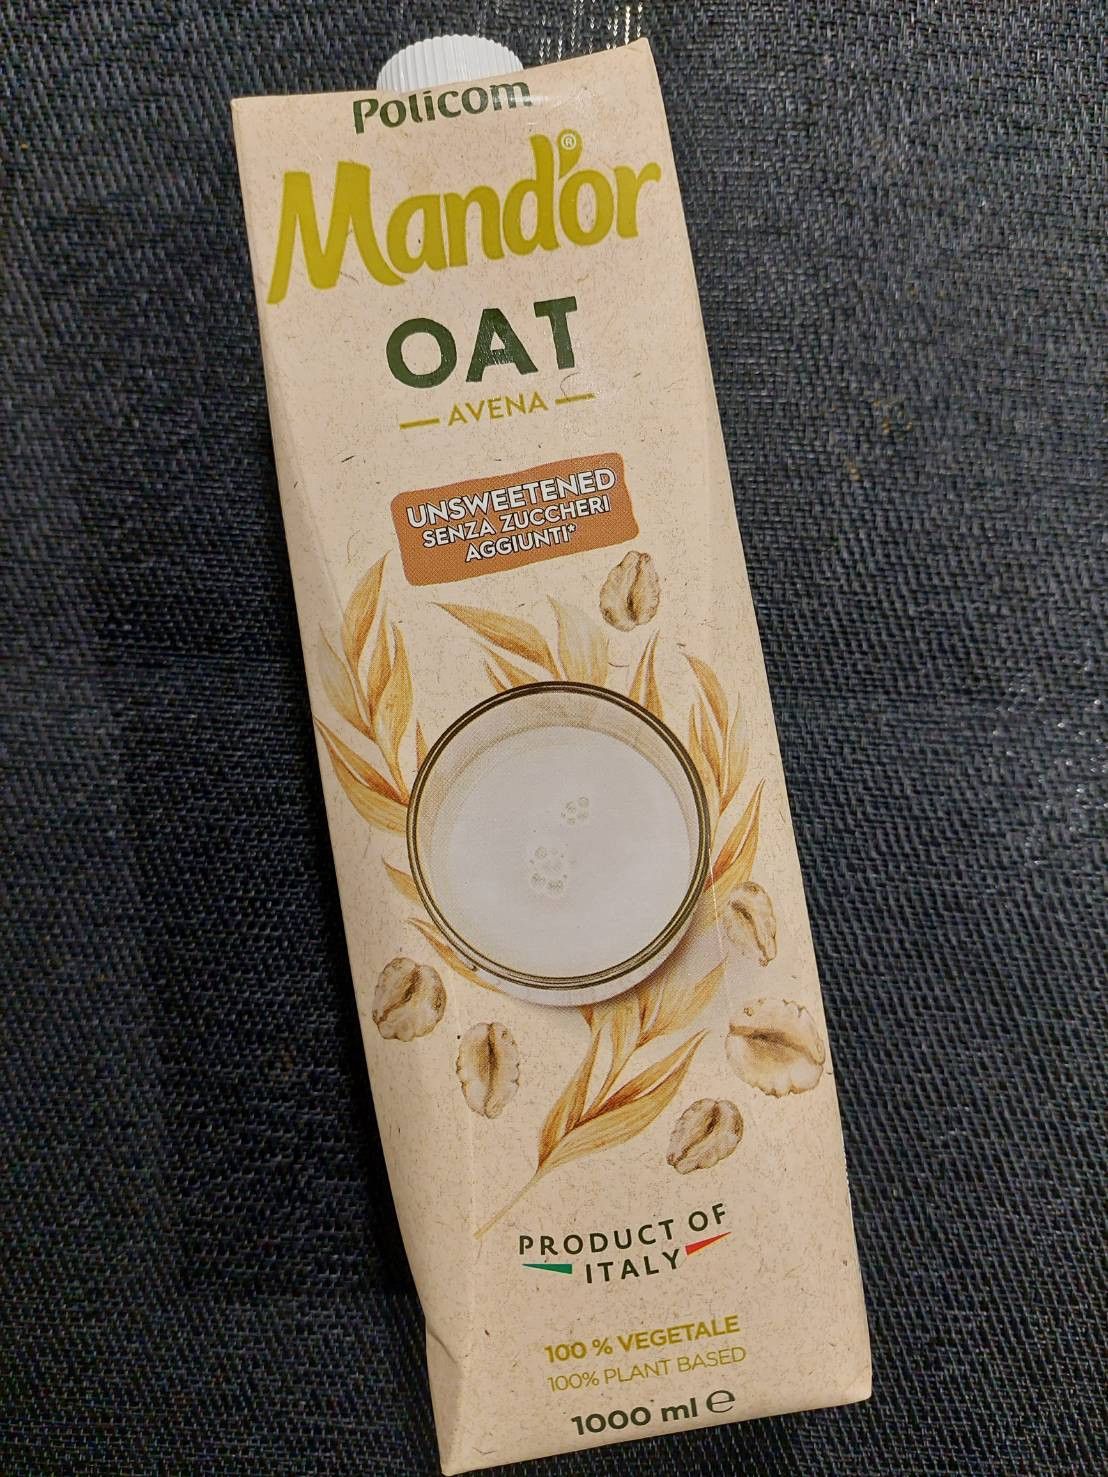 Policom
Mand'or®
OAT
AVENA
UNSWEETENED
SENZA ZUCCHERI
AGGIUNTI*
PRODUCT OF
ITALY
100 % VEGETALE
100% PLANT BASED
1000 ml ℮